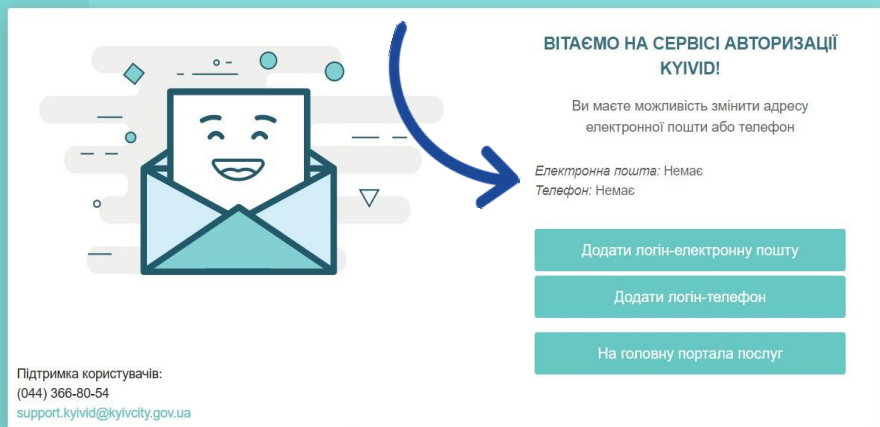 ВІТАЄМО НА СЕРВІСІ АВТОРИЗАЦІЇ
KYIVID!
Ви маєте можливість змінити адресу
електронної пошти або телефон
Електронна пошта: Немає
Телефон: Немає
Додати логін-електронну пошту
Додати логін-телефон
На головну портала послуг
Підтримка користувачів:
(044) 366-80-54
support.kyivid@kyivcity.gov.ua